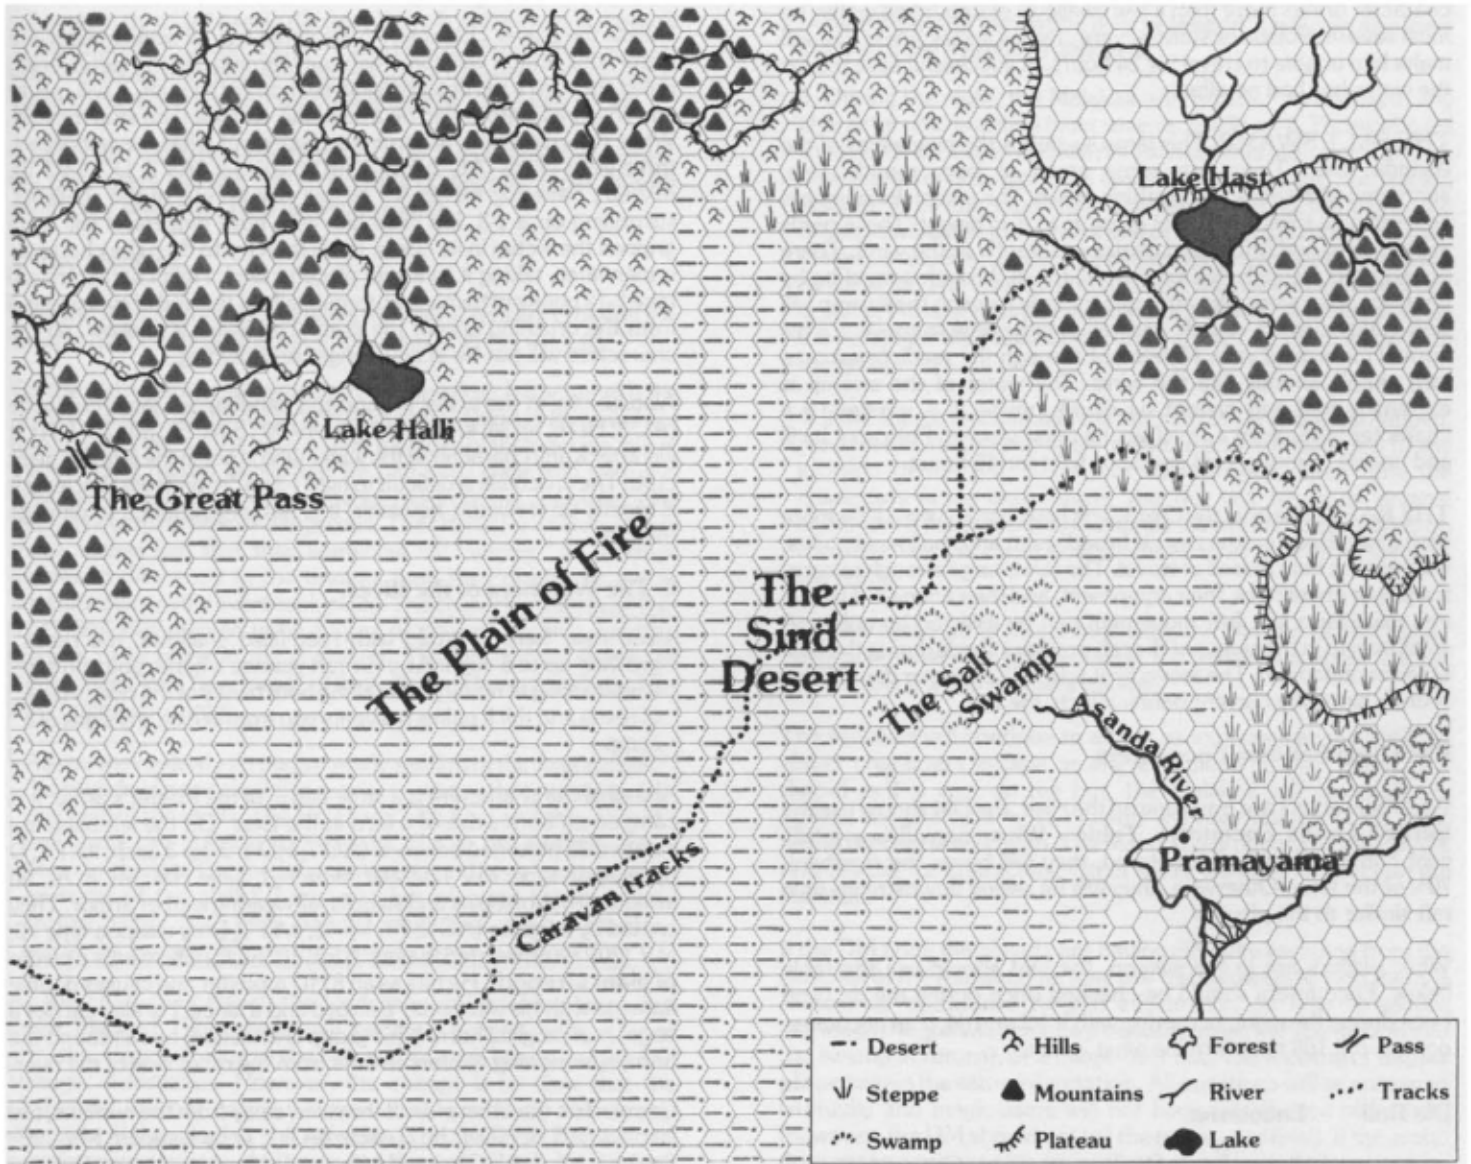 Lake Hast
Lake Halli
The Great Pass
The Plain of Fire
The
Sind
Desert
The Salt
Swamp
Asanda River
Pramayama
Caravan tracks
Desert
Hills
Forest
Pass
Steppe
Mountains
River
Tracks
Swamp
Plateau
Lake